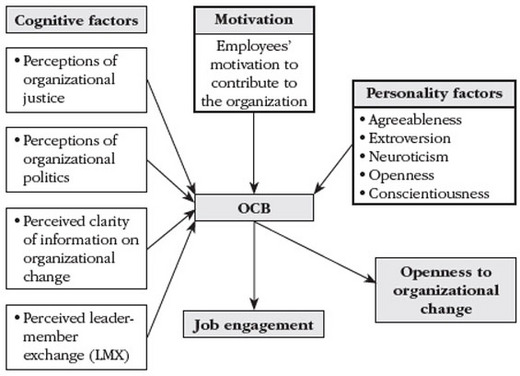 Cognitive factors
• Perceptions of
organizational
justice
• Perceptions of
organizational
politics
• Perceived clarity
of information on
organizational
change
• Perceived leader-
member
exchange (LMX)
Motivation
Employees'
motivation to
contribute to
the organization
Personality factors
• Agreeableness
• Extroversion
• Neuroticism
• Openness
• Conscientiousness
OCB
Job engagement
Openness to
organizational
change